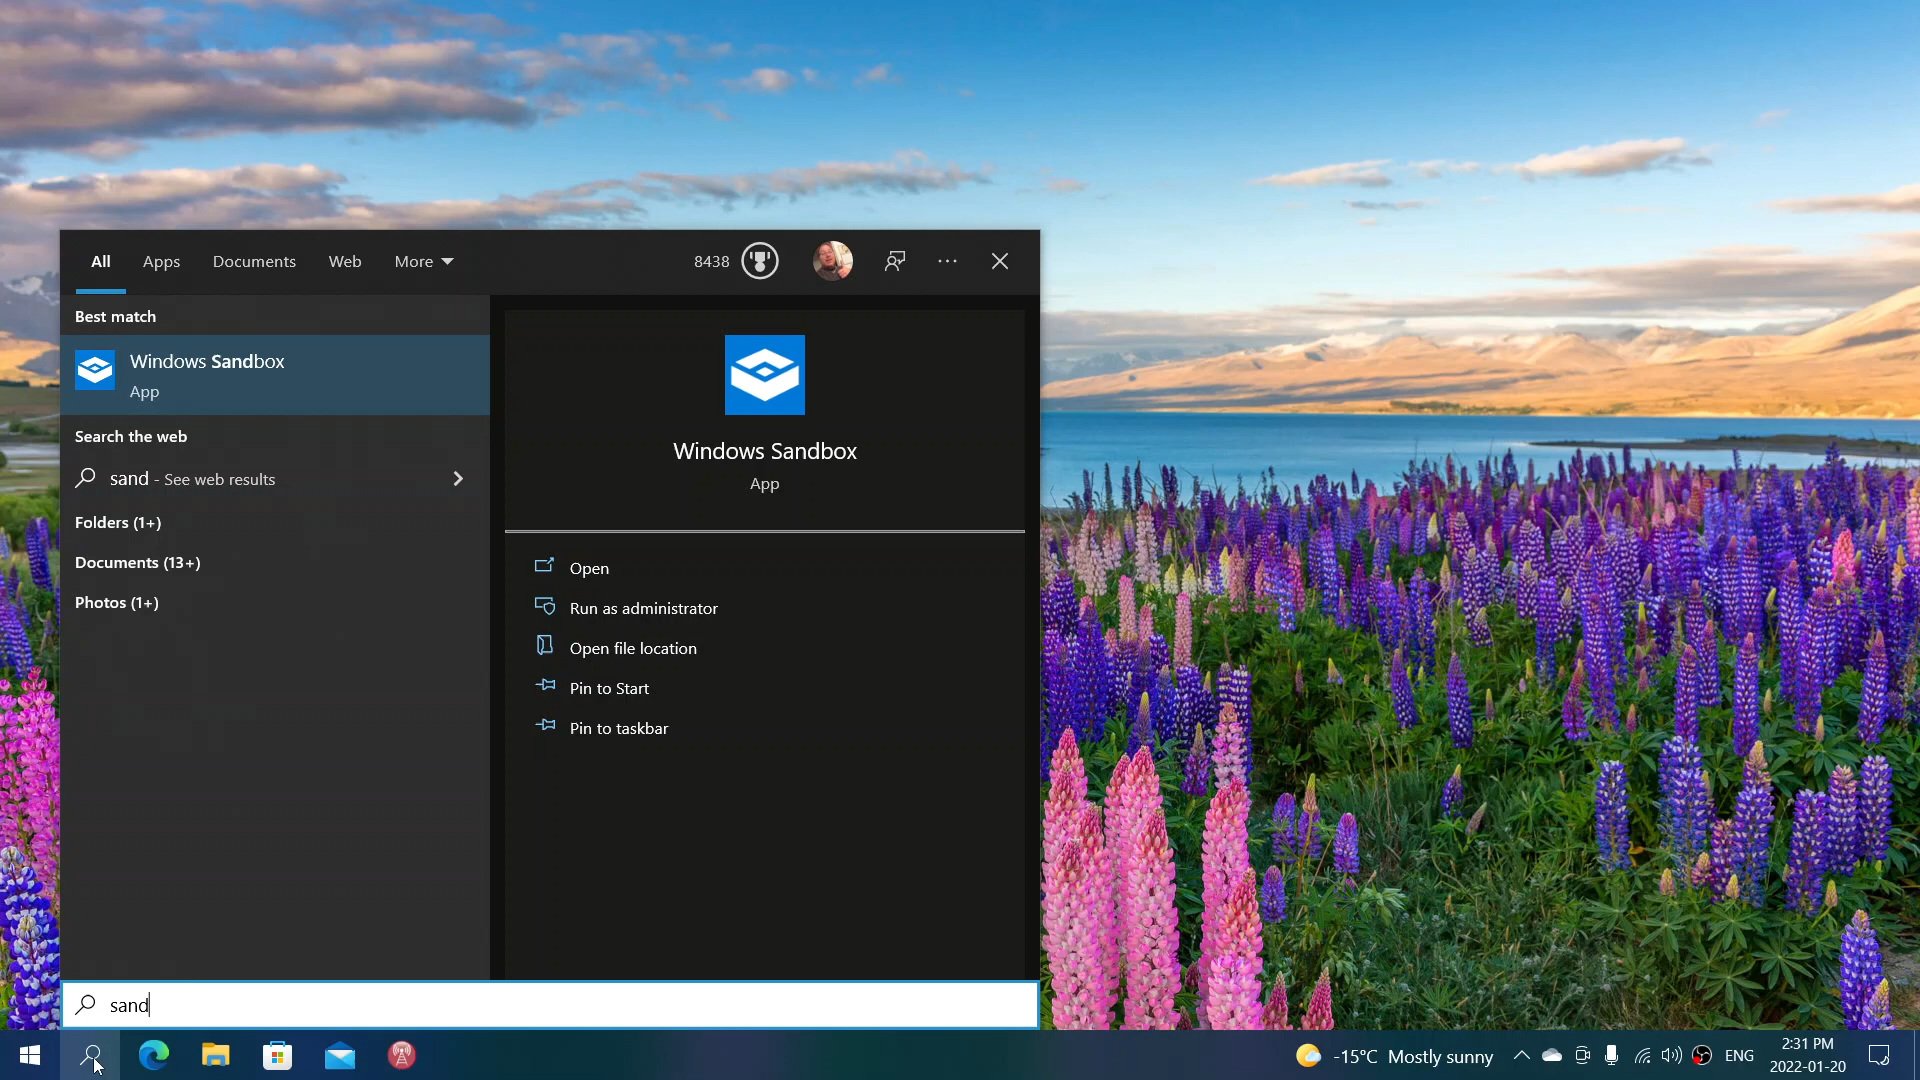 All Apps Documents Web More 8438
Best match
Windows Sandbox
App
Search the web
sand - See web results
Folders (1+)
Documents (13+)
Photos (1+)
Windows Sandbox
App
Open
Run as administrator
Open file location
Pin to Start
Pin to taskbar
sand
-15°C Mostly sunny
ENG
2:31 PM
2022-01-20